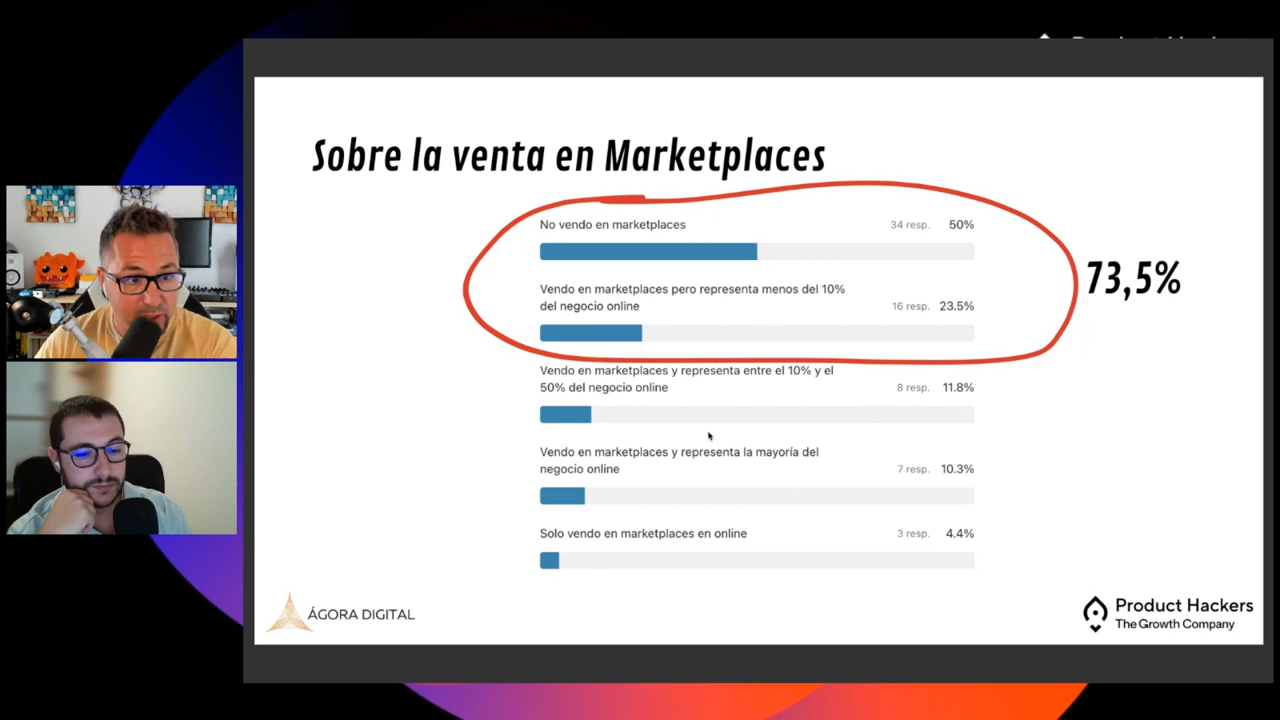 Sobre la venta en Marketplaces
No vendo en marketplaces 34 resp. 50%
Vendo en marketplaces pero representa menos del 10%
del negocio online 16 resp. 23.5%
73,5%
Vendo en marketplaces y representa entre el 10% y el
50% del negocio online 8 resp. 11.8%
Vendo en marketplaces y representa la mayoría del
negocio online 7 resp. 10.3%
Solo vendo en marketplaces en online 3 resp. 4.4%
ÁGORA DIGITAL
Product Hackers
The Growth Company